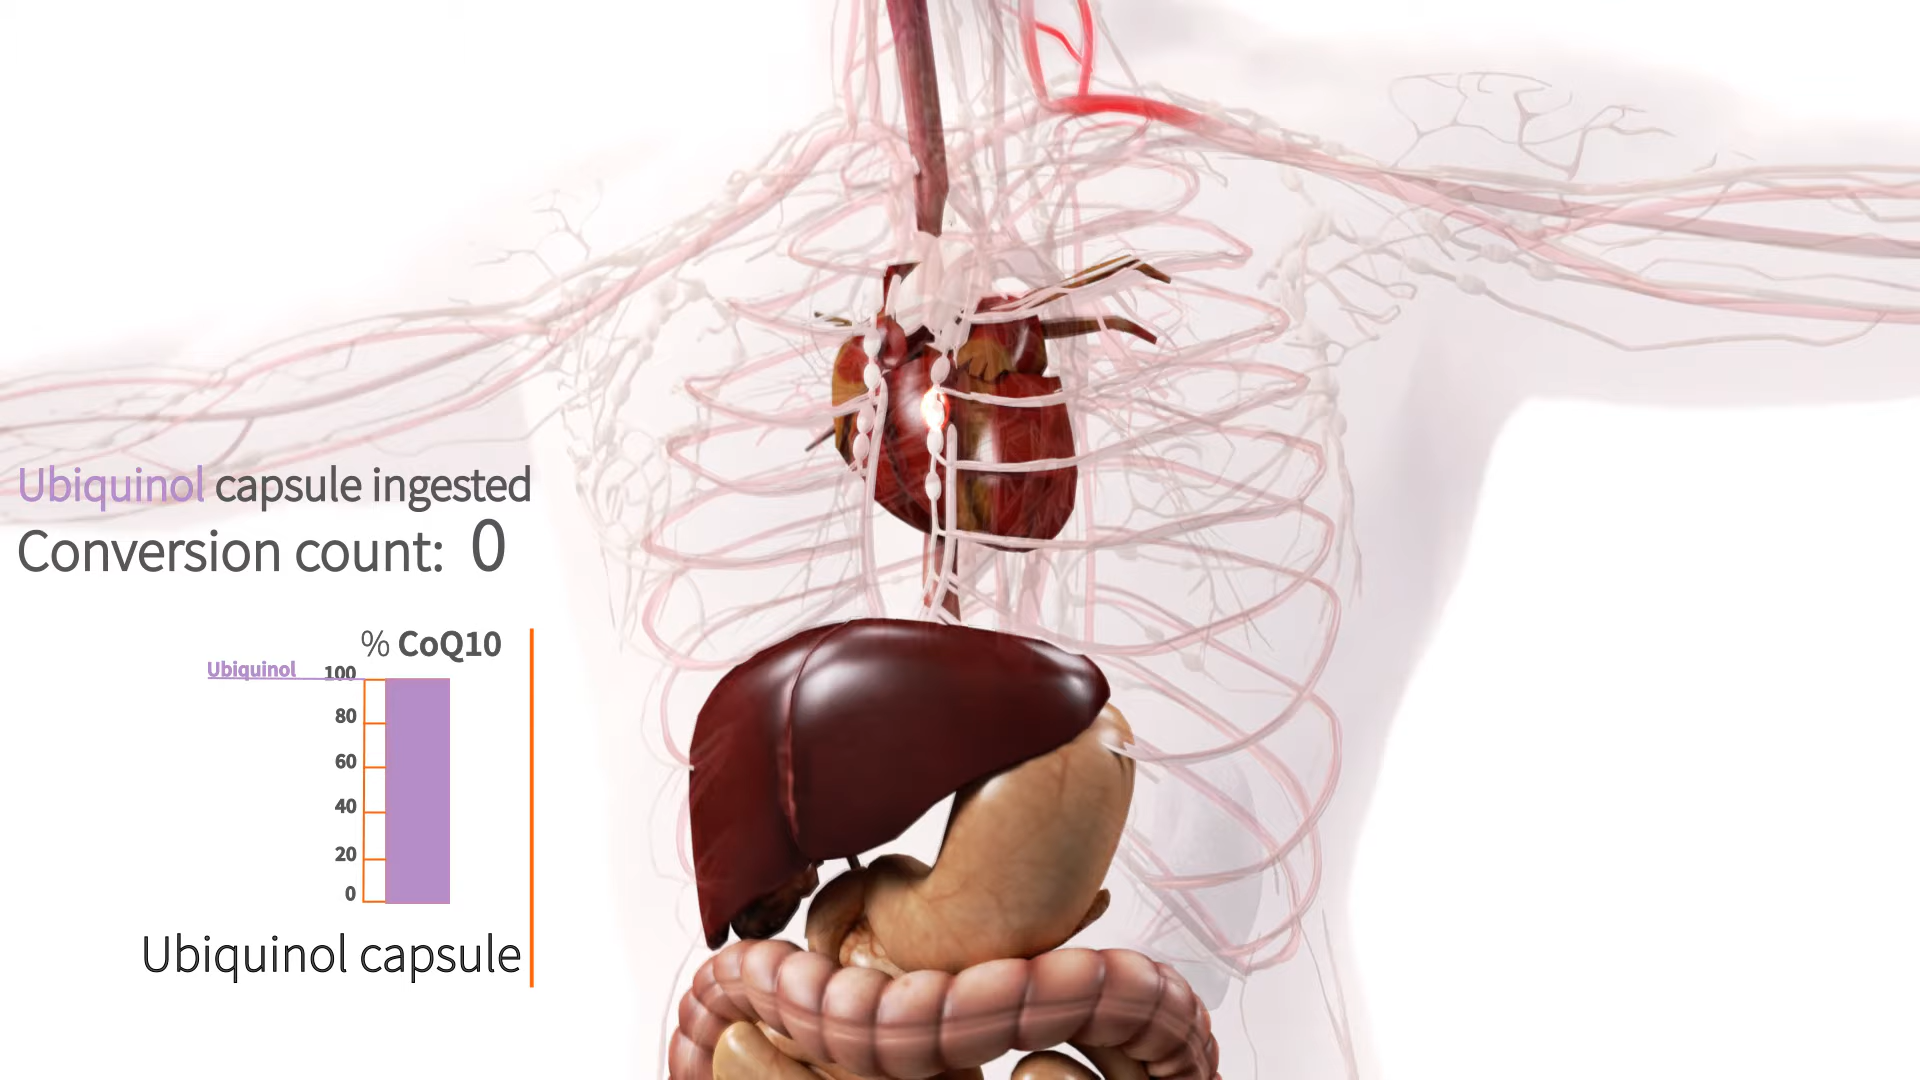 Ubiquinol capsule ingested
Conversion count: 0
% CoQ10
Ubiquinol
100
80
60
40
20
0
Ubiquinol capsule